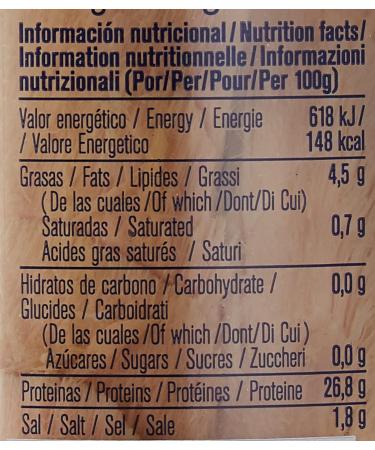 Información nutricional / Nutrition facts/
Information nutritionnelle / Informazioni
nutrizionali (Por/Per/Pour/Per 100g)
Valor energético / Energy / Energie 618 kJ /
/ Valore Energetico 148 kcal
Grasas / Fats / Lipides / Grassi 4,5 g
(De las cuales /Of which /Dont/Di Cui)
Saturadas / Saturated 0,7 g
Acides gras saturés / Saturi
Hidratos de carbono / Carbohydrate / 0,0 g
Glucides / Carboidrati
(De las cuales /Of which /Dont/Di Cui)
Azúcares / Sugars / Sucres / Zuccheri 0,0 g
Proteinas / Proteins / Protéines / Proteine 26,8 g
Sal / Salt / Sel / Sale 1,8 g